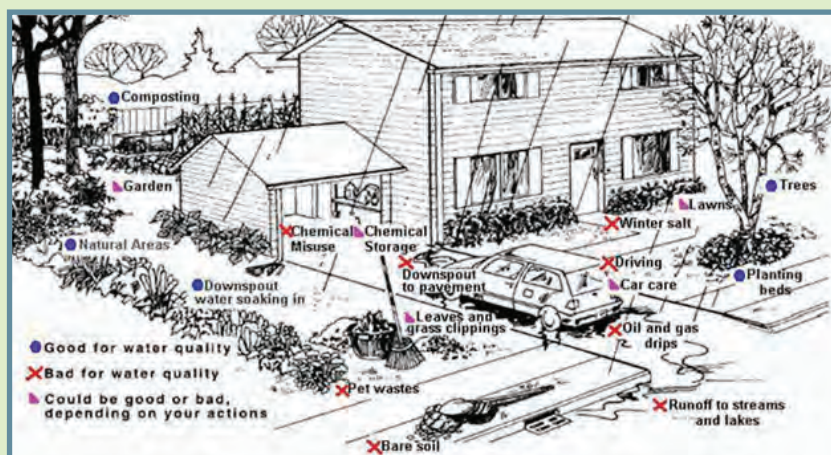 Composting
Garden
Trees
Lawns
Natural Areas
Chemical
Misuse
Chemical
Storage
Winter salt
Downspout
to pavement
Driving
Car care
Planting
beds
Downspout
water soaking in
Leaves and
grass clippings
Oil and gas
drips
Good for water quality
Bad for water quality
Could be good or bad,
depending on your actions
Pet wastes
Runoff to streams
and lakes
Bare soil